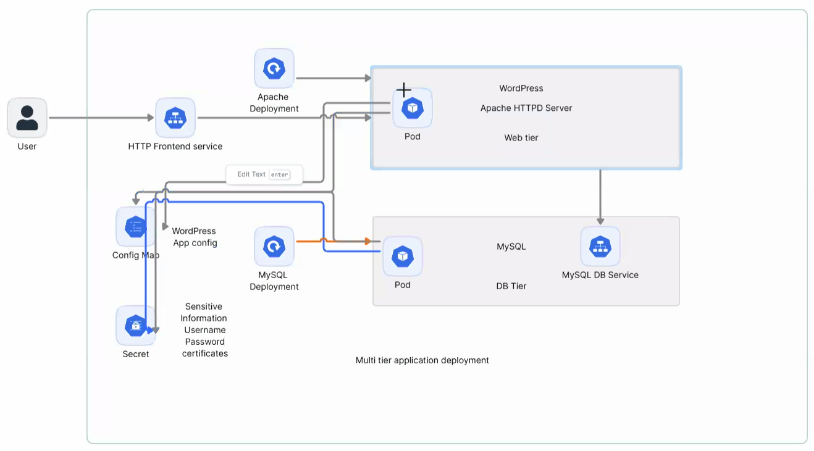 WordPress
Apache
Deployment
Apache HTTPD Server
User
HTTP Frontend service
Pod
Web tier
Edit Text enter
WordPress
App config
Config Map
MySQL
MySQL DB Service
MySQL
Deployment
Pod
DB Tier
Sensitive
Information
Username
Password
certificates
Secret
Multi tier application deployment